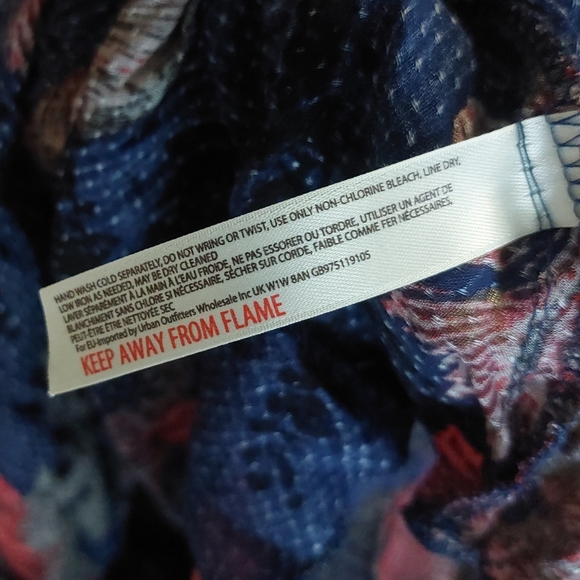 HAND WASH COLD SEPARATELY, DO NOT WRING OR TWIST, USE ONLY NON-CHLORINE BLEACH, LINE DRY,
LOW IRON AS NEEDED, MAY BE DRY CLEANED
LAVER SÉPARÉMENT À LA MAIN À L'EAU FROIDE, NE PAS ESSORER OU TORDRE, UTILISER UN AGENT DE
BLANCHIMENT SANS CHLORE SI NÉCESSAIRE, SÉCHER SUR CORDE, FAIBLE COMME FER NÉCESSAIRES.
PEUT-ÊTRE ÊTRE NETTOYÉE SEC
For EU-Imported by Urban Outfitters Wholesale Inc UK W1W 8AN GB975119105
KEEP AWAY FROM FLAME